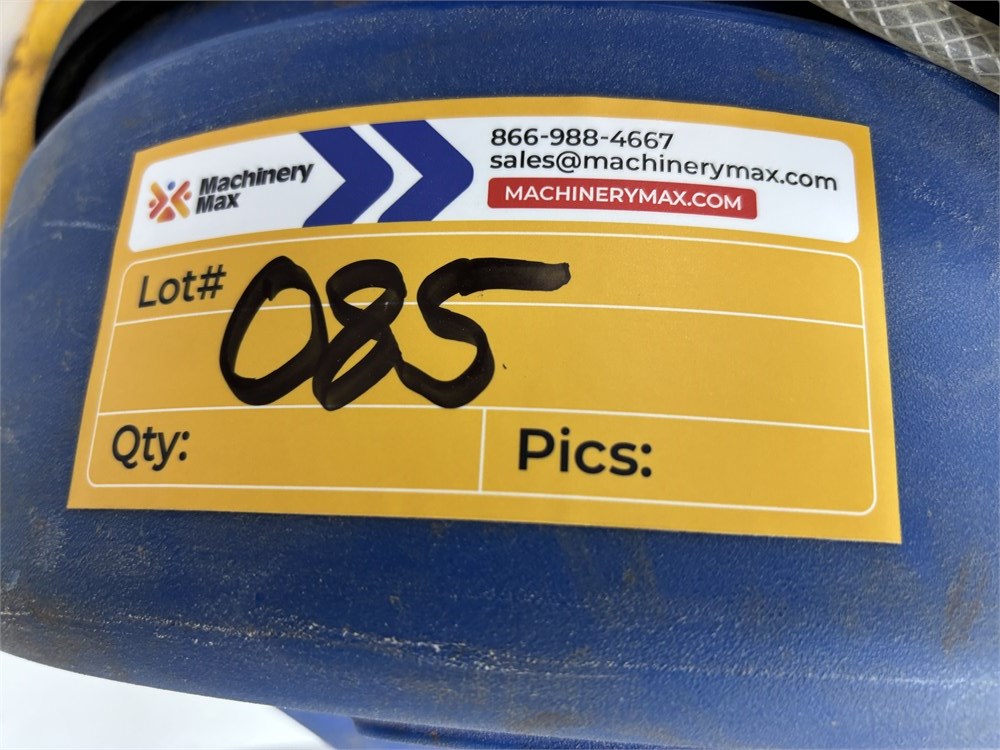 Machinery
Max
866-988-4667
sales@machinerymax.com
MACHINERYMAX.COM
Lot# 085
Qty:
Pics: